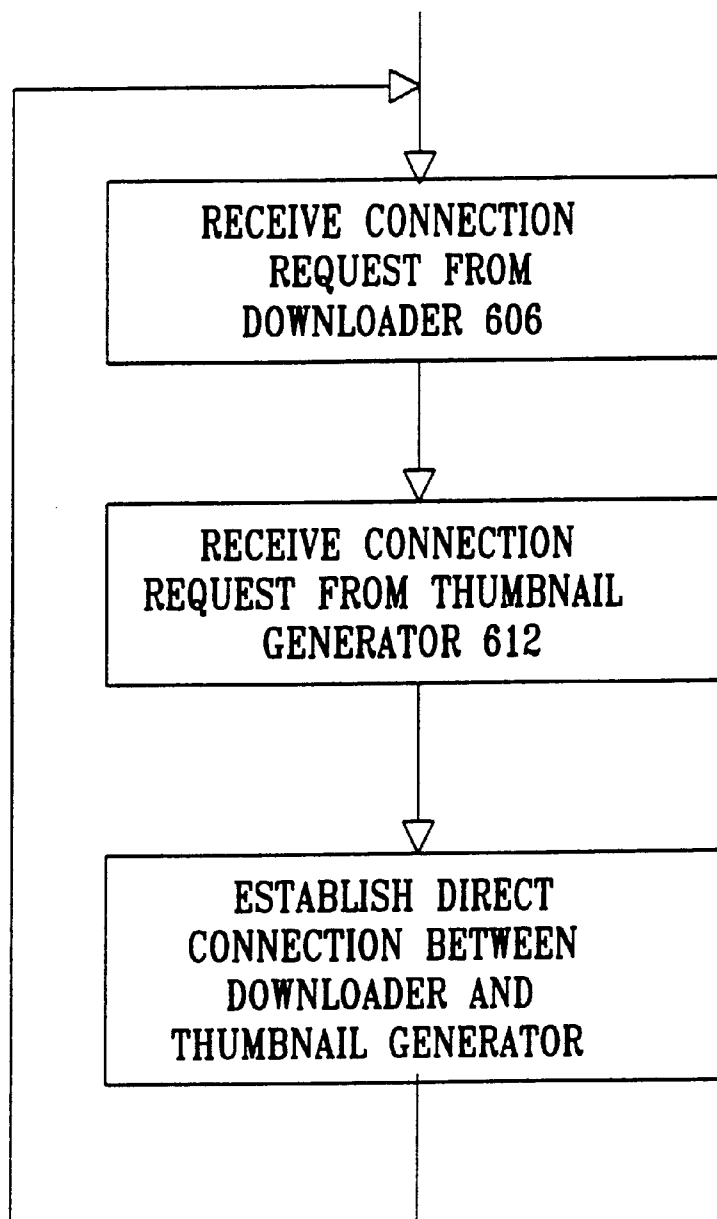 RECEIVE CONNECTION
REQUEST FROM
DOWNLOADER 606
RECEIVE CONNECTION
REQUEST FROM THUMBNAIL
GENERATOR 612
ESTABLISH DIRECT
CONNECTION BETWEEN
DOWNLOADER AND
THUMBNAIL GENERATOR